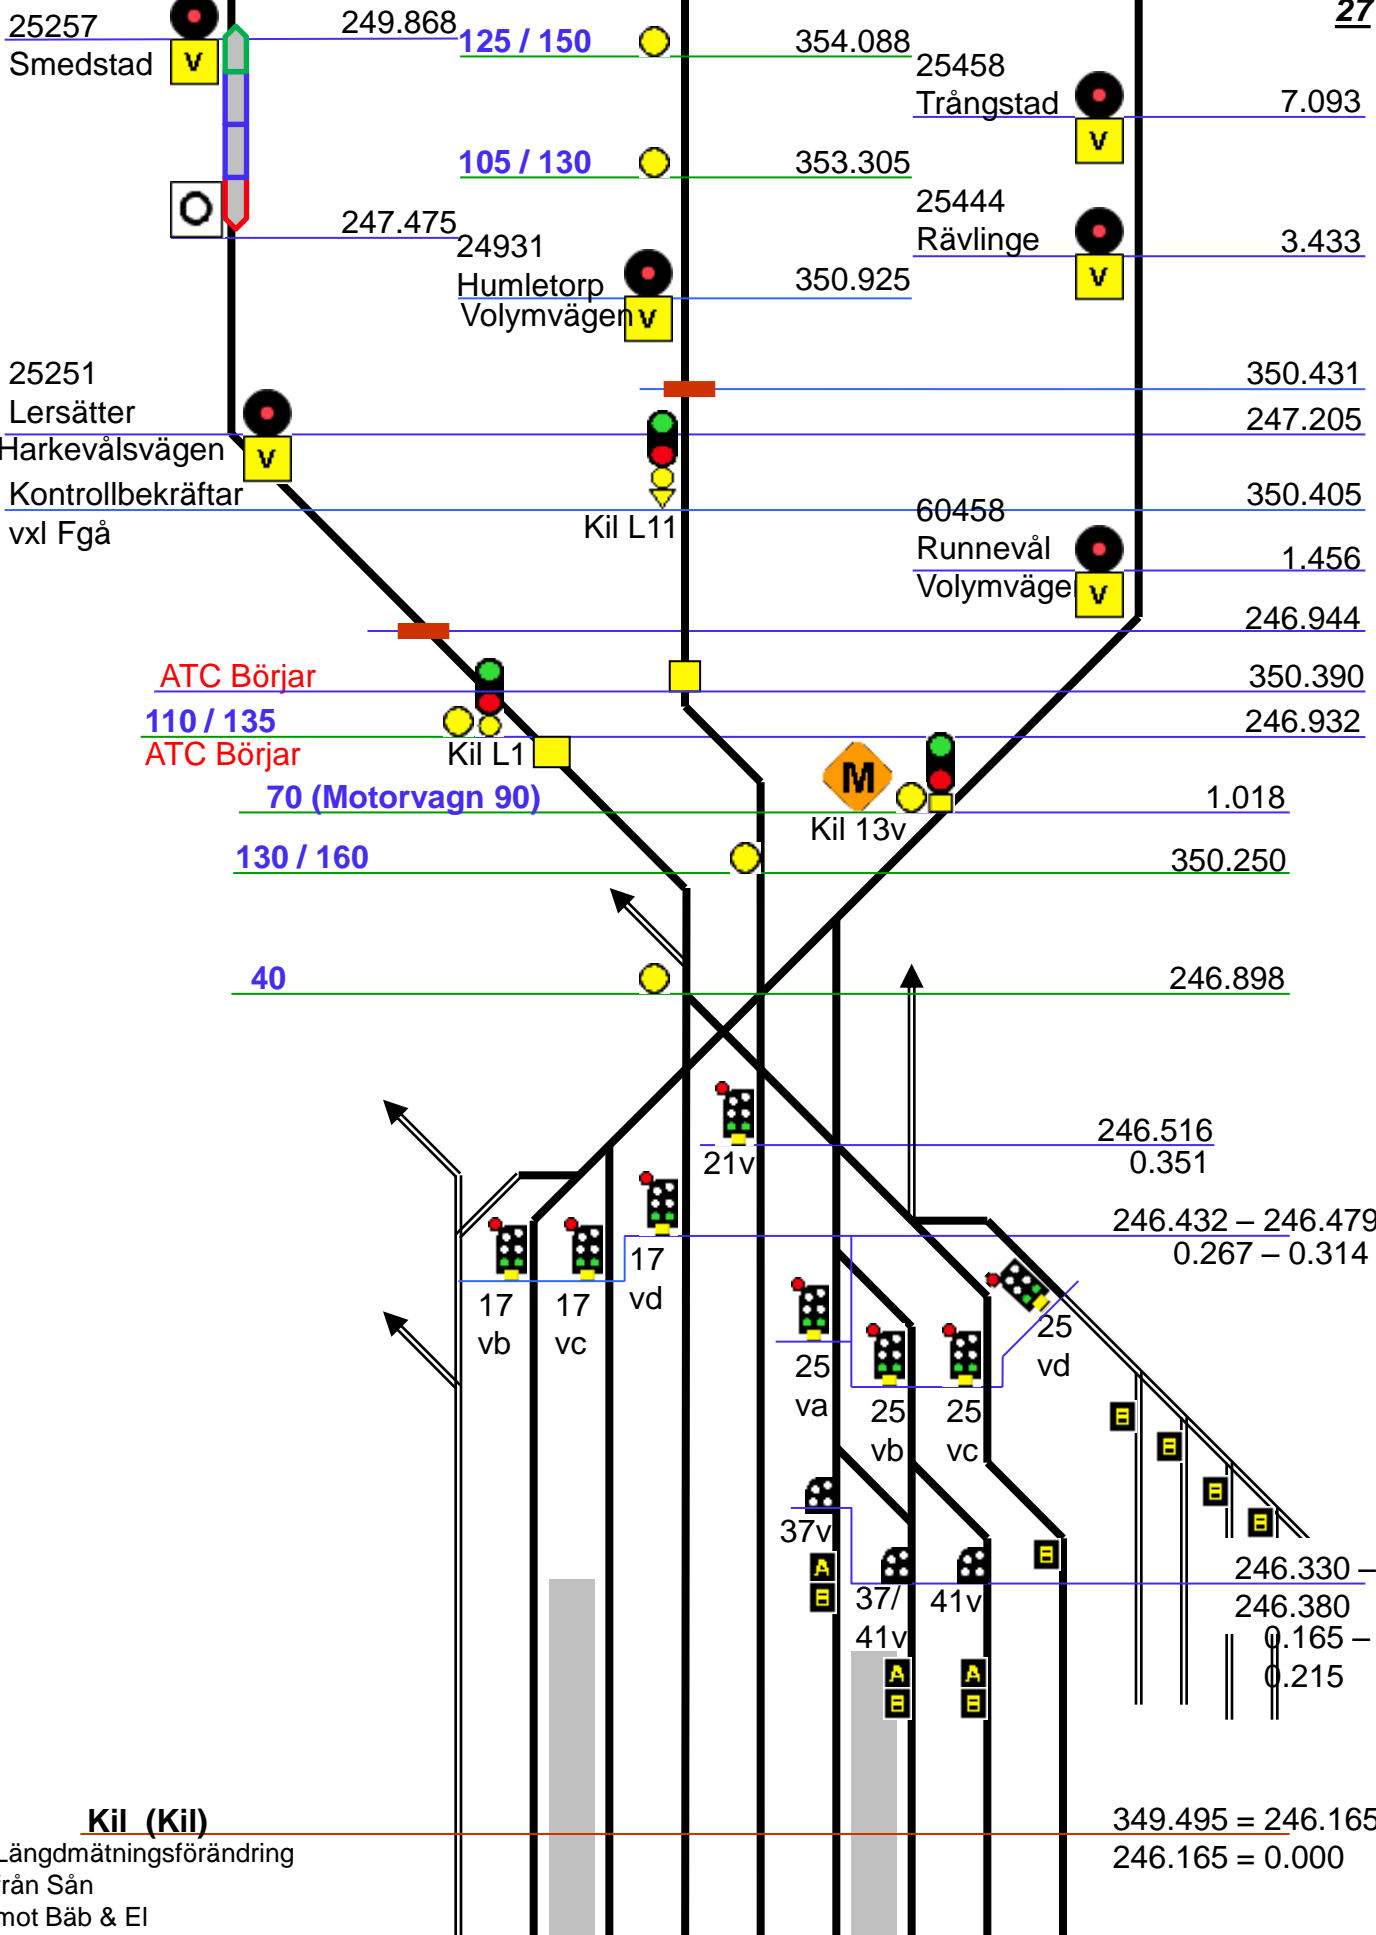 27
25257
249.868
Smedstad
V
125 / 150
354.088
25458
Trångstad
7.093
V
105 / 130
353.305
25444
Rävlinge
3.433
V
O
247.475
24931
Humletorp
350.925
Volymvägen
V
25251
350.431
Lersätter
247.205
Harkevålsvägen
V
Kontrollbekräftar
350.405
vxl Fgå
Kil L11
60458
Runnevål
1.456
Volymväge
V
246.944
ATC Börjar
350.390
110 / 135
246.932
ATC Börjar
Kil L1
M
70 (Motorvagn 90)
1.018
Kil 13v
130 / 160
350.250
40
246.898
246.516
21v
0.351
246.432 – 246.479
0.267 – 0.314
17
vd
17
vb
17
vc
25
vd
25
va
25
vb
25
vc
B
B
B
B
37v
A
B
B
246.330 –
37/
41v
41v
246.380
0.165 –
0.215
A
B
A
B
Kil (Kil)
349.495 = 246.165
Längdmätningsförändring
246.165 = 0.000
från Sån
mot Bäb & El